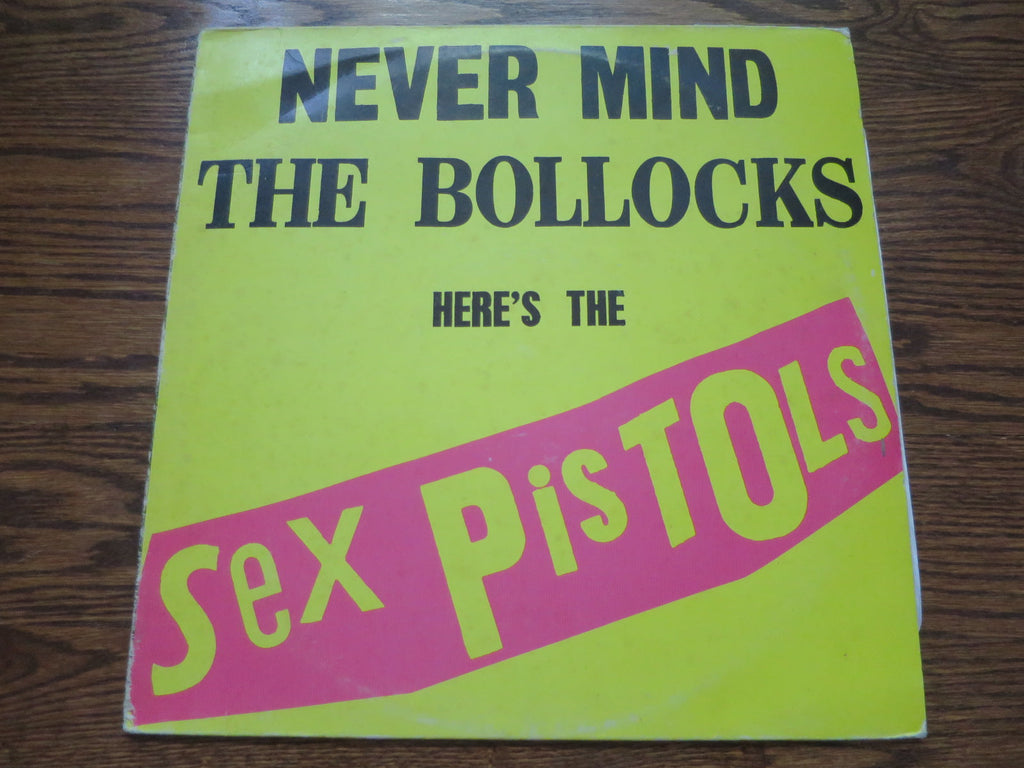 NEVER MIND
THE BOLLOCKS
HERE'S THE
Sex PiSTOLS